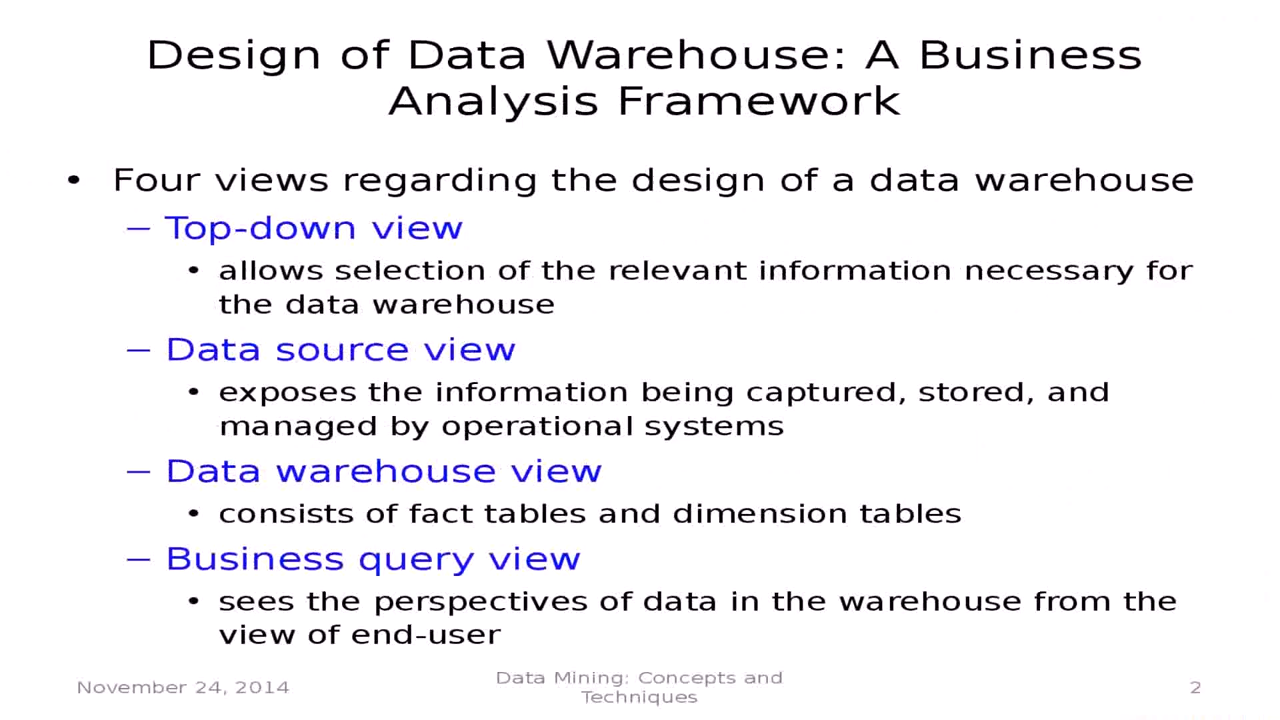 Design of Data Warehouse: A Business
Analysis Framework
• Four views regarding the design of a data warehouse
– Top-down view
• allows selection of the relevant information necessary for
the data warehouse
– Data source view
• exposes the information being captured, stored, and
managed by operational systems
– Data warehouse view
• consists of fact tables and dimension tables
– Business query view
• sees the perspectives of data in the warehouse from the
view of end-user
November 24, 2014
Data Mining: Concepts and
Techniques
2